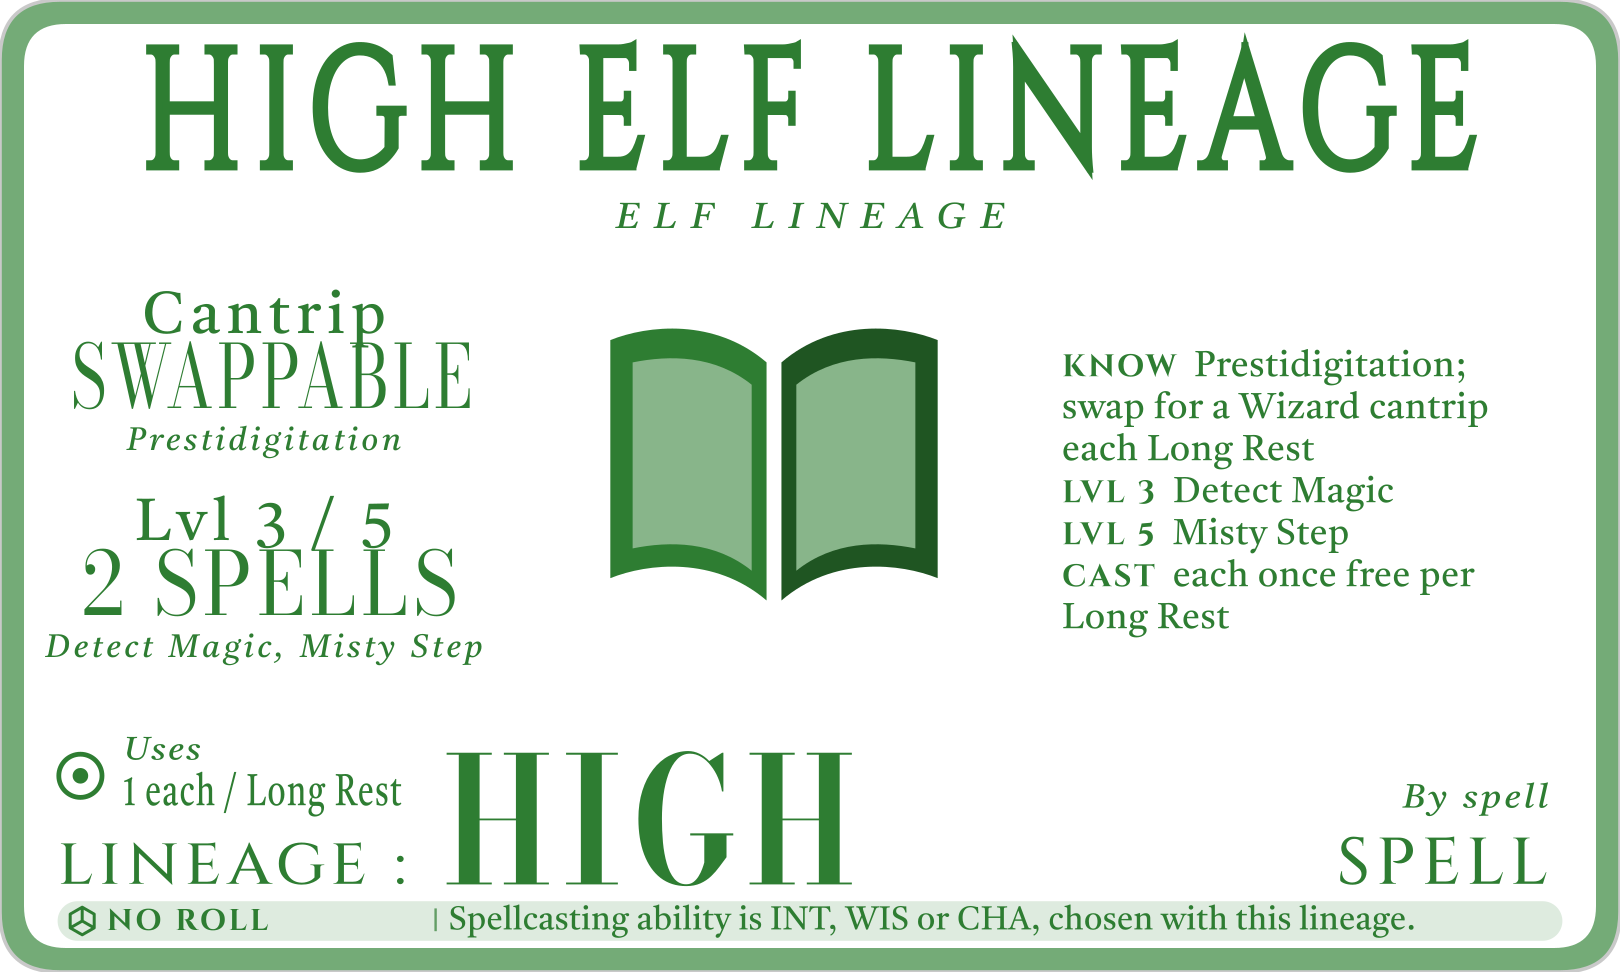 HIGH ELF LINEAGE
ELF LINEAGE
Cantrip
SWAPPABLE
Prestidigitation
Lvl 3 / 5
2 SPELLS
Detect Magic, Misty Step
KNOW Prestidigitation;
swap for a Wizard cantrip
each Long Rest
LVL 3 Detect Magic
LVL 5 Misty Step
CAST each once free per
Long Rest
Uses
1 each / Long Rest
LINEAGE : HIGH
By spell
SPELL
NO ROLL | Spellcasting ability is INT, WIS or CHA, chosen with this lineage.